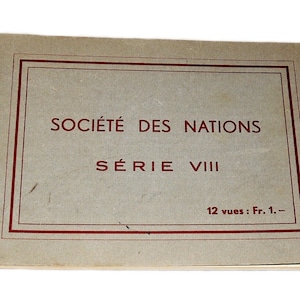 SOCIÉTÉ DES NATIONS
SÉRIE VIII
12 vues : Fr. 1.–